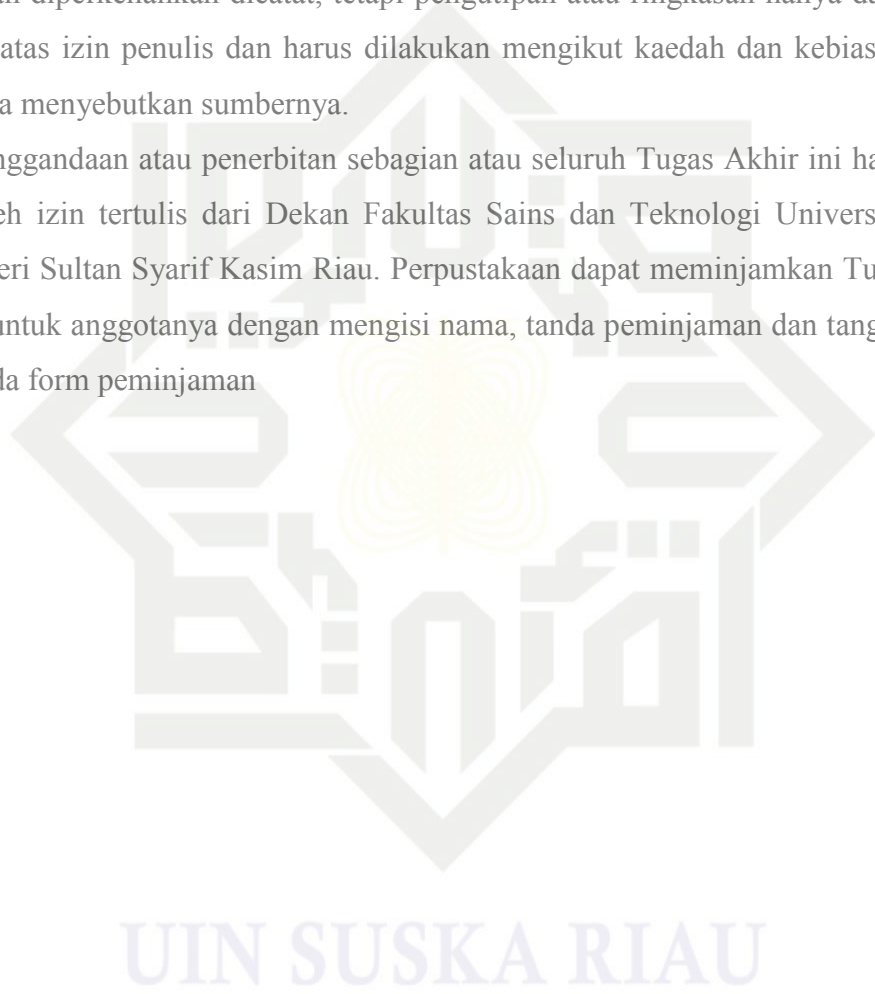 atas izin penulis dan harus dilakukan mengikut kaedah dan kebias
a menyebutkan sumbernya.
nggandaan atau penerbitan sebagian atau seluruh Tugas Akhir ini ha
eh izin tertulis dari Dekan Fakultas Sains dan Teknologi Univers
eri Sultan Syarif Kasim Riau. Perpustakaan dapat meminjamkan Tu
untuk anggotanya dengan mengisi nama, tanda peminjaman dan tang
da form peminjaman
UIN SUSKA RIAU